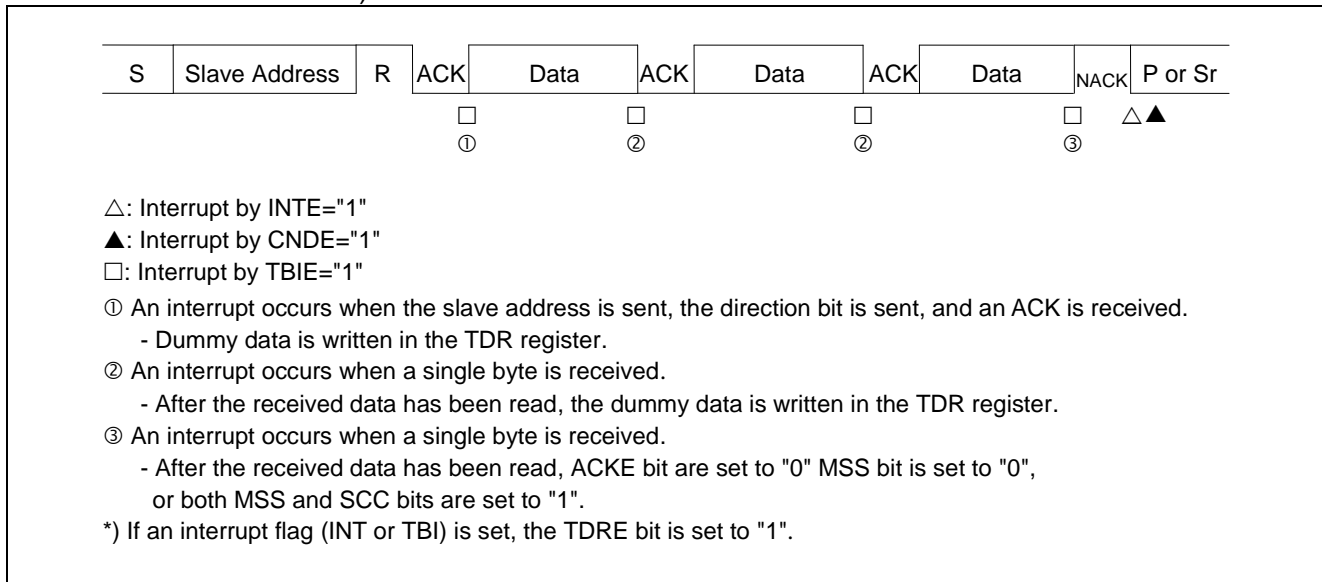 S Slave Address R ACK Data ACK Data ACK Data NACK P or Sr
□ □ □ □ △▲
① ② ② ③
△: Interrupt by INTE="1"
▲: Interrupt by CNDE="1"
□: Interrupt by TBIE="1"
① An interrupt occurs when the slave address is sent, the direction bit is sent, and an ACK is received.
- Dummy data is written in the TDR register.
② An interrupt occurs when a single byte is received.
- After the received data has been read, the dummy data is written in the TDR register.
③ An interrupt occurs when a single byte is received.
- After the received data has been read, ACKE bit are set to "0" MSS bit is set to "0",
or both MSS and SCC bits are set to "1".
*) If an interrupt flag (INT or TBI) is set, the TDRE bit is set to "1".